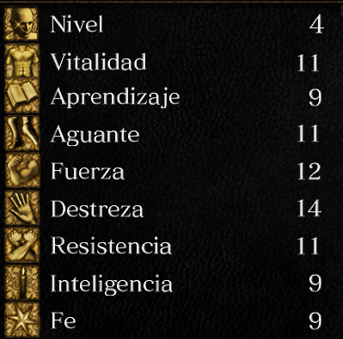 Nivel 4
Vitalidad 11
Aprendizaje 9
Aguante 11
Fuerza 12
Destreza 14
Resistencia 11
Inteligencia 9
Fe 9